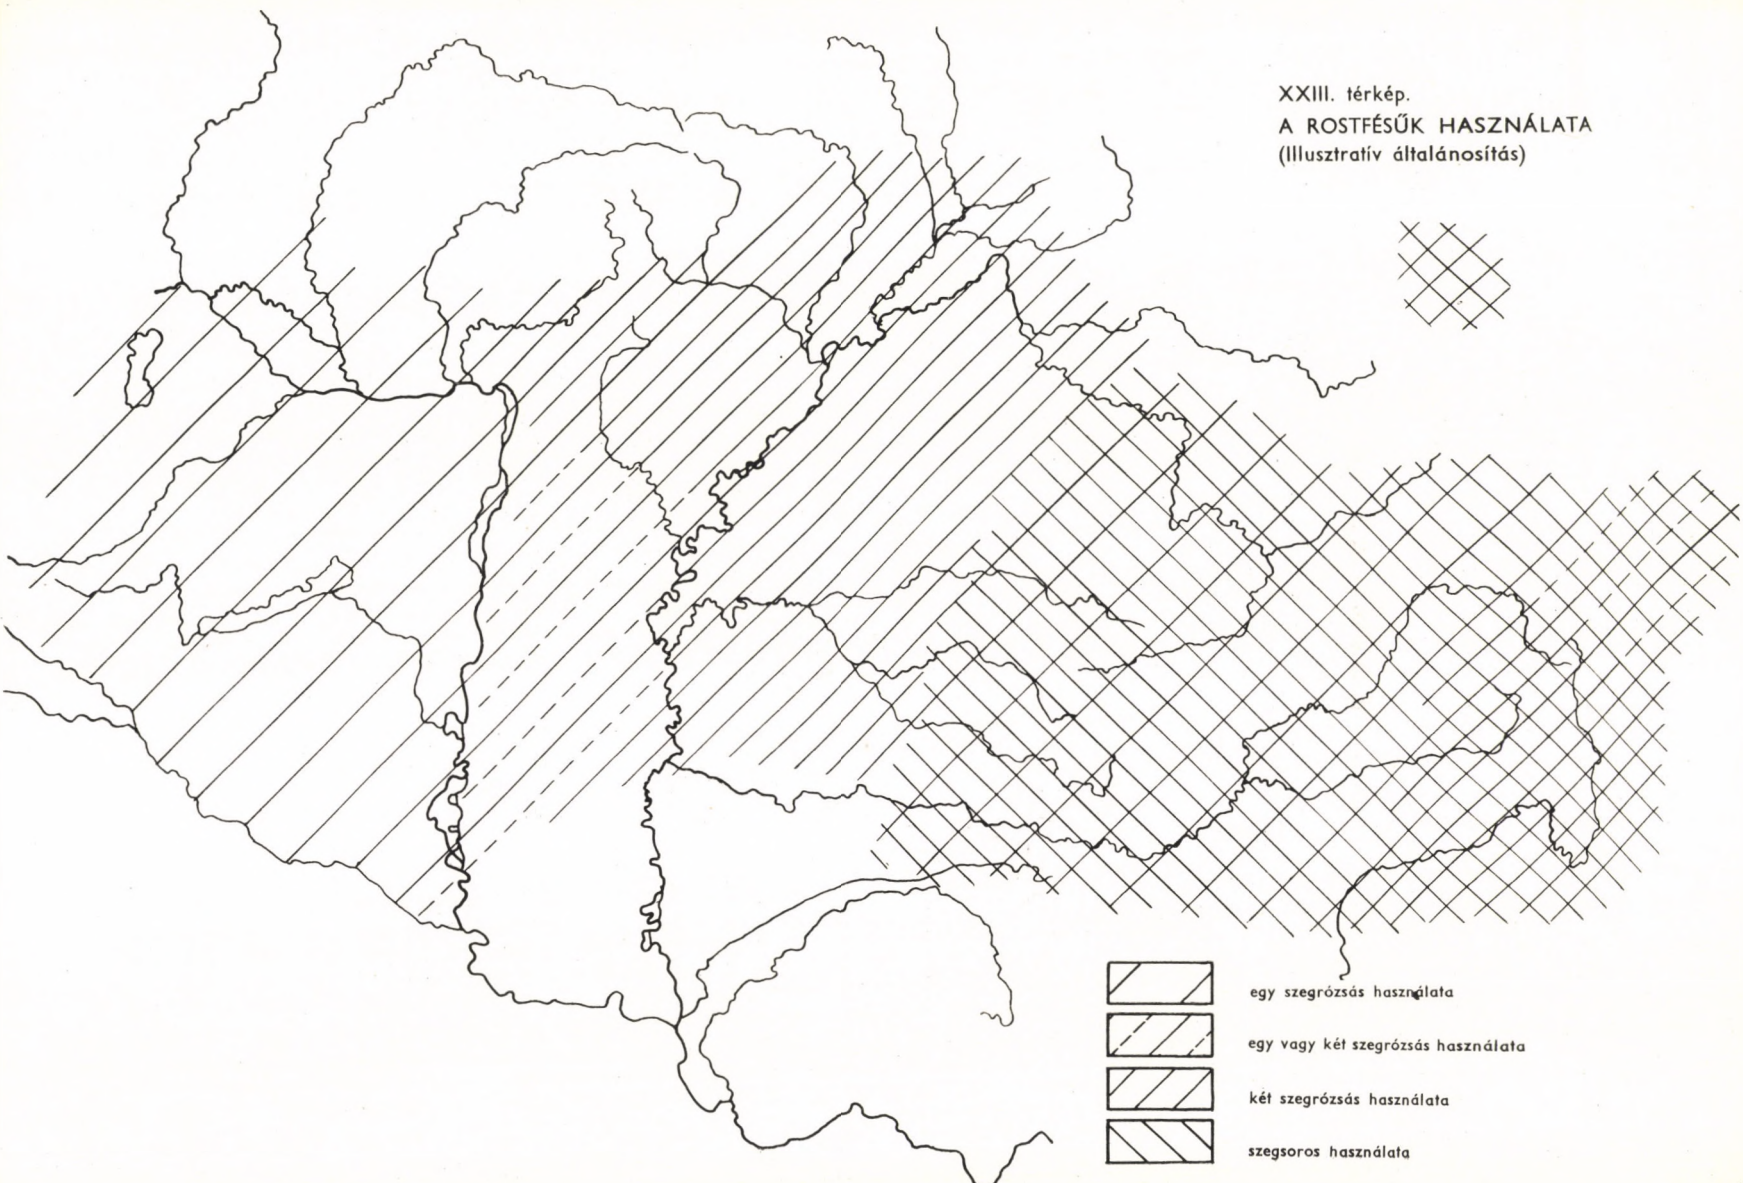 XXIII. térkép.
A ROSTFÉSŰK HASZNÁLATA
(Illusztratív általánosítás)
egy szegrózsás használata
egy vagy két szegrózsás használata
két szegrózsás használata
szegsoros használata